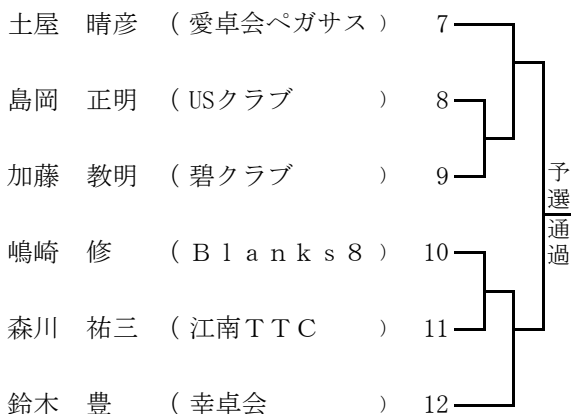 土屋 晴彦 (愛卓会ペガサス) 7
島岡 正明 (USクラブ) 8
加藤 教明 (碧クラブ) 9
嶋崎 修 (Blanks8) 10
森川 祐三 (江南TTC) 11
鈴木 豊 (幸卓会) 12
予選通過